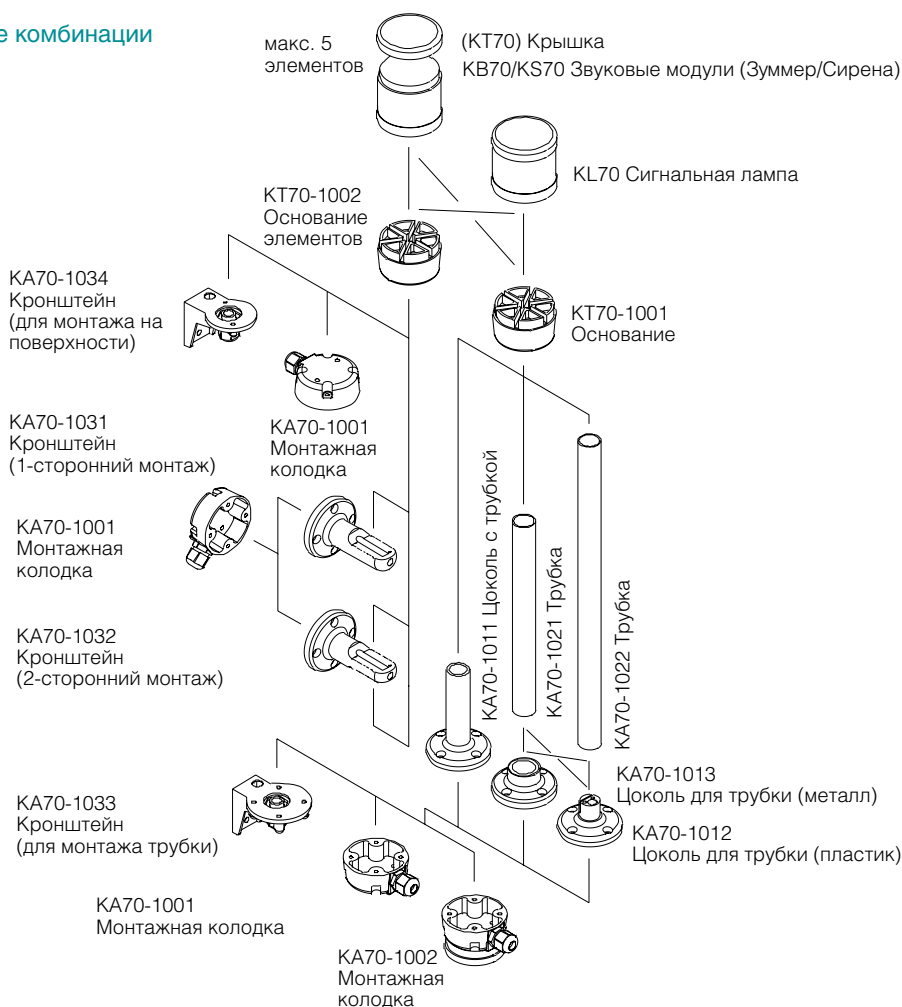 е комбинации
макс. 5
элементов
(KT70) Крышка
KB70/KS70 Звуковые модули (Зуммер/Сирена)
KL70 Сигнальная лампа
KT70-1002
Основание
элементов
KA70-1034
Кронштейн
(для монтажа на
поверхности)
KT70-1001
Основание
KA70-1031
Кронштейн
(1-сторонний монтаж)
KA70-1001
Монтажная
колодка
KA70-1001
Монтажная
колодка
KA70-1032
Кронштейн
(2-сторонний монтаж)
KA70-1011 Цоколь с трубкой
KA70-1021 Трубка
KA70-1022 Трубка
KA70-1013
Цоколь для трубки (металл)
KA70-1012
Цоколь для трубки (пластик)
KA70-1033
Кронштейн
(для монтажа трубки)
KA70-1001
Монтажная колодка
KA70-1002
Монтажная
колодка